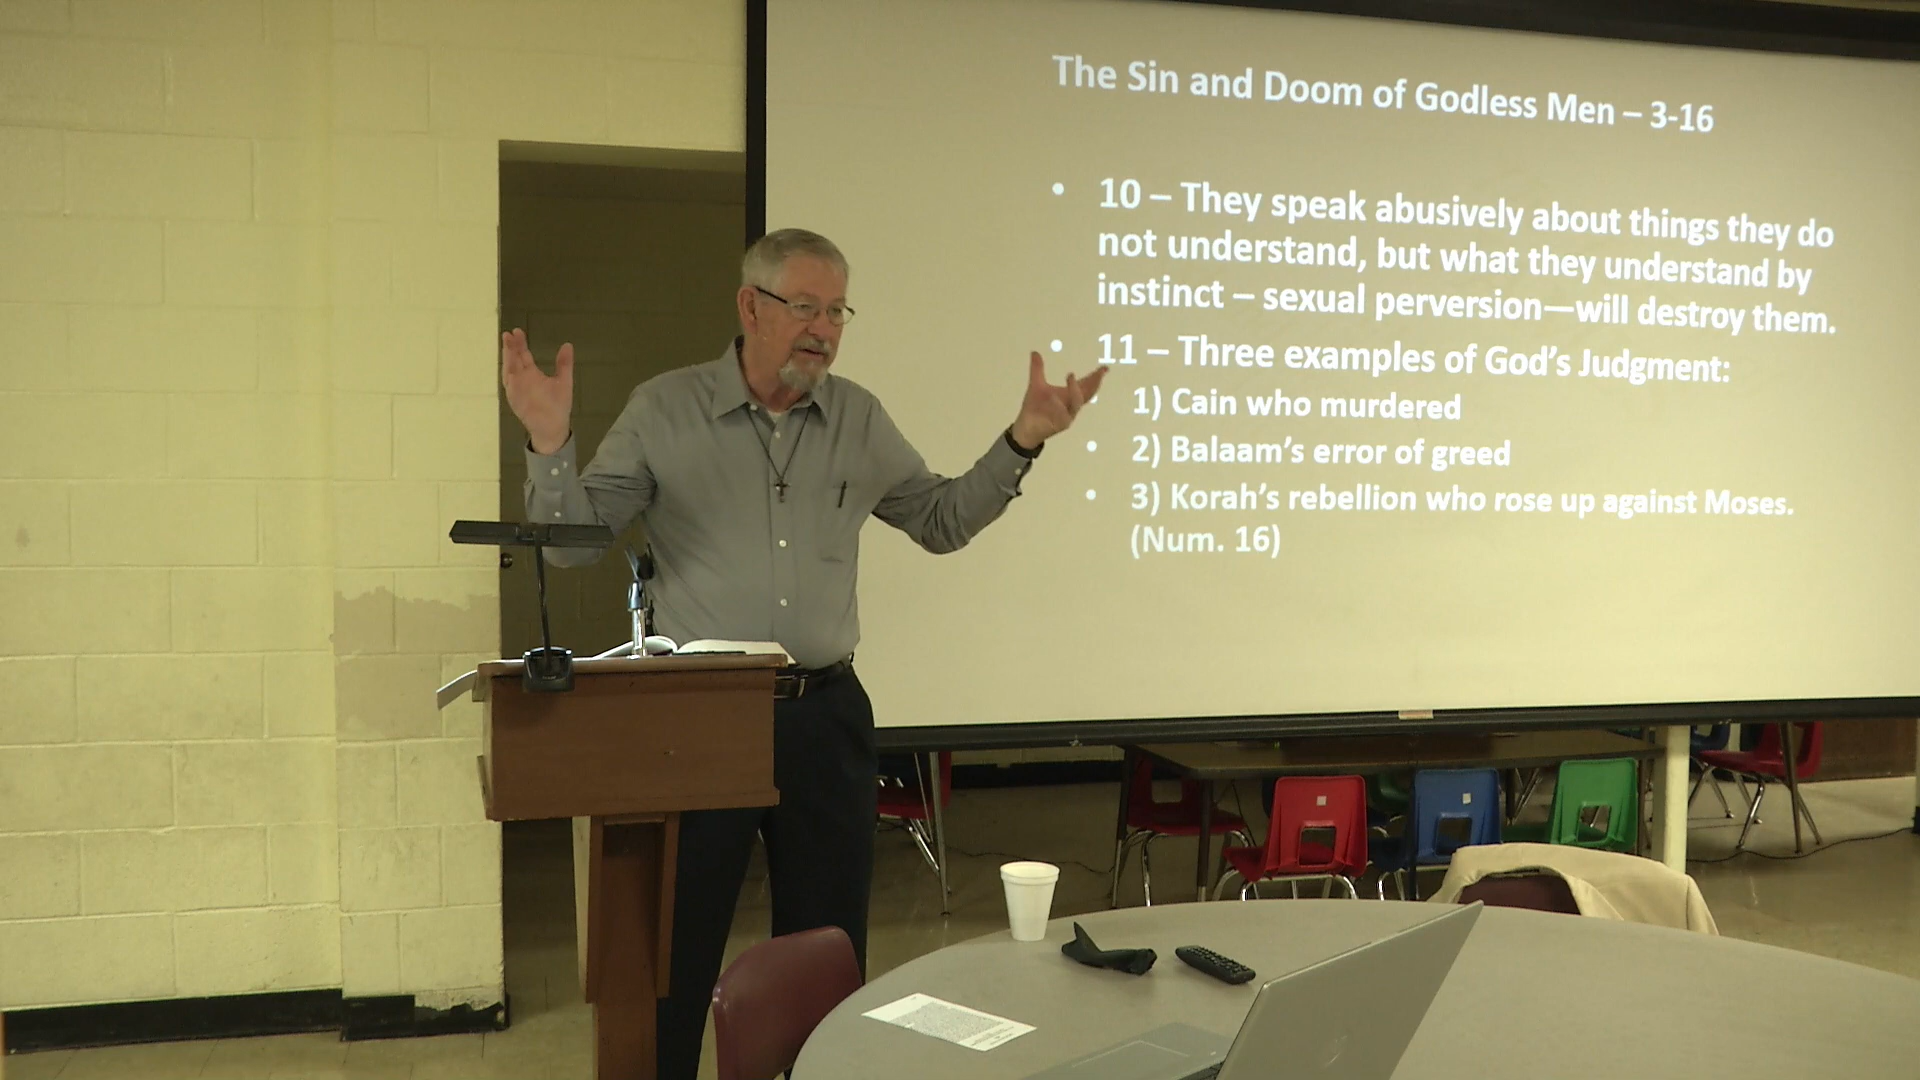 The Sin and Doom of Godless Men – 3-16
• 10 – They speak abusively about things they do
not understand, but what they understand by
instinct – sexual perversion—will destroy them.
• 11 – Three examples of God's Judgment:
• 1) Cain who murdered
• 2) Balaam's error of greed
• 3) Korah's rebellion who rose up against Moses.
(Num. 16)